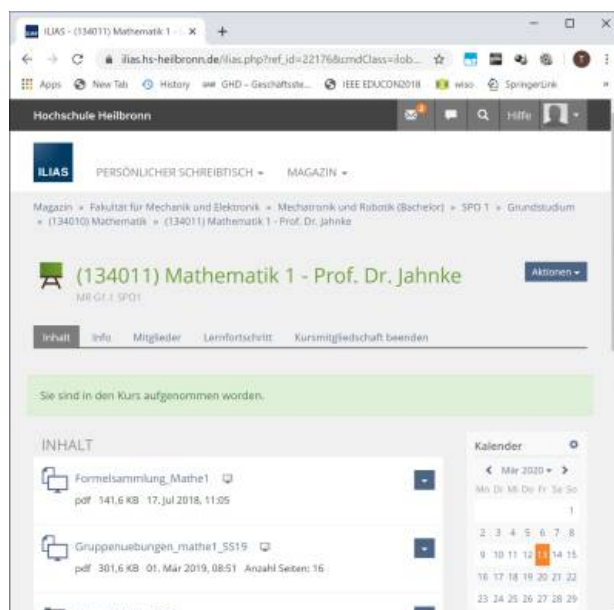 ILIAS - (134011) Mathematik 1 -
ilias.hs-heilbronn.de/ilias.php?ref_id=22176&cmdClass=ilob...
Apps New Tab History GHD - Geschäftsste... IEEE EDUCON2018 wiso SpringerLink
Hochschule Heilbronn
Hilfe
ILIAS PERSÖNLICHER SCHREIBTISCH MAGAZIN
Magazin » Fakultät für Mechanik und Elektronik » Mechatronik und Robotik (Bachelor) » SPO 1 » Grundstudium
» (134010) Mathematik » (134011) Mathematik 1 - Prof. Dr. Jahnke
(134011) Mathematik 1 - Prof. Dr. Jahnke
Aktionen
MR G1.1 SPO1
Inhalt Info Mitglieder Lernfortschritt Kursmitgliedschaft beenden
Sie sind in den Kurs aufgenommen worden.
INHALT
Formelsammlung_Mathe1
pdf 141,6 KB 17. Jul 2018, 11:05
Gruppenuebungen_mathe1_SS19
pdf 301,6 KB 01. Mär 2019, 08:51 Anzahl Seiten: 16
Kalender
Mär 2020
Mo Di Mi Do Fr Sa So
1
2 3 4 5 6 7 8
9 10 11 12 13 14 15
16 17 18 19 20 21 22
23 24 25 26 27 28 29